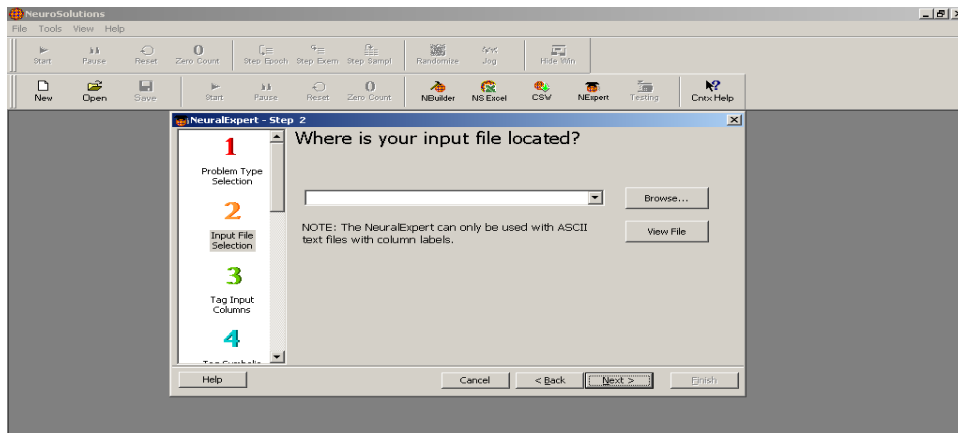 NeuroSolutions
File Tools View Help
Start Pause Reset Zero Count Step Epoch Step Exem Step Sampl Randomize Jog Hide Win
New Open Save Start Pause Reset Zero Count NBuilder NS Excel CSW NExpert Testing Cntx Help
NeuralExpert - Step 2
1
Problem Type
Selection
2
Input File
Selection
3
Tag Input
Columns
4
Where is your input file located?
Browse...
NOTE: The NeuralExpert can only be used with ASCII
text files with column labels.
View File
Help Cancel < Back Next > Finish